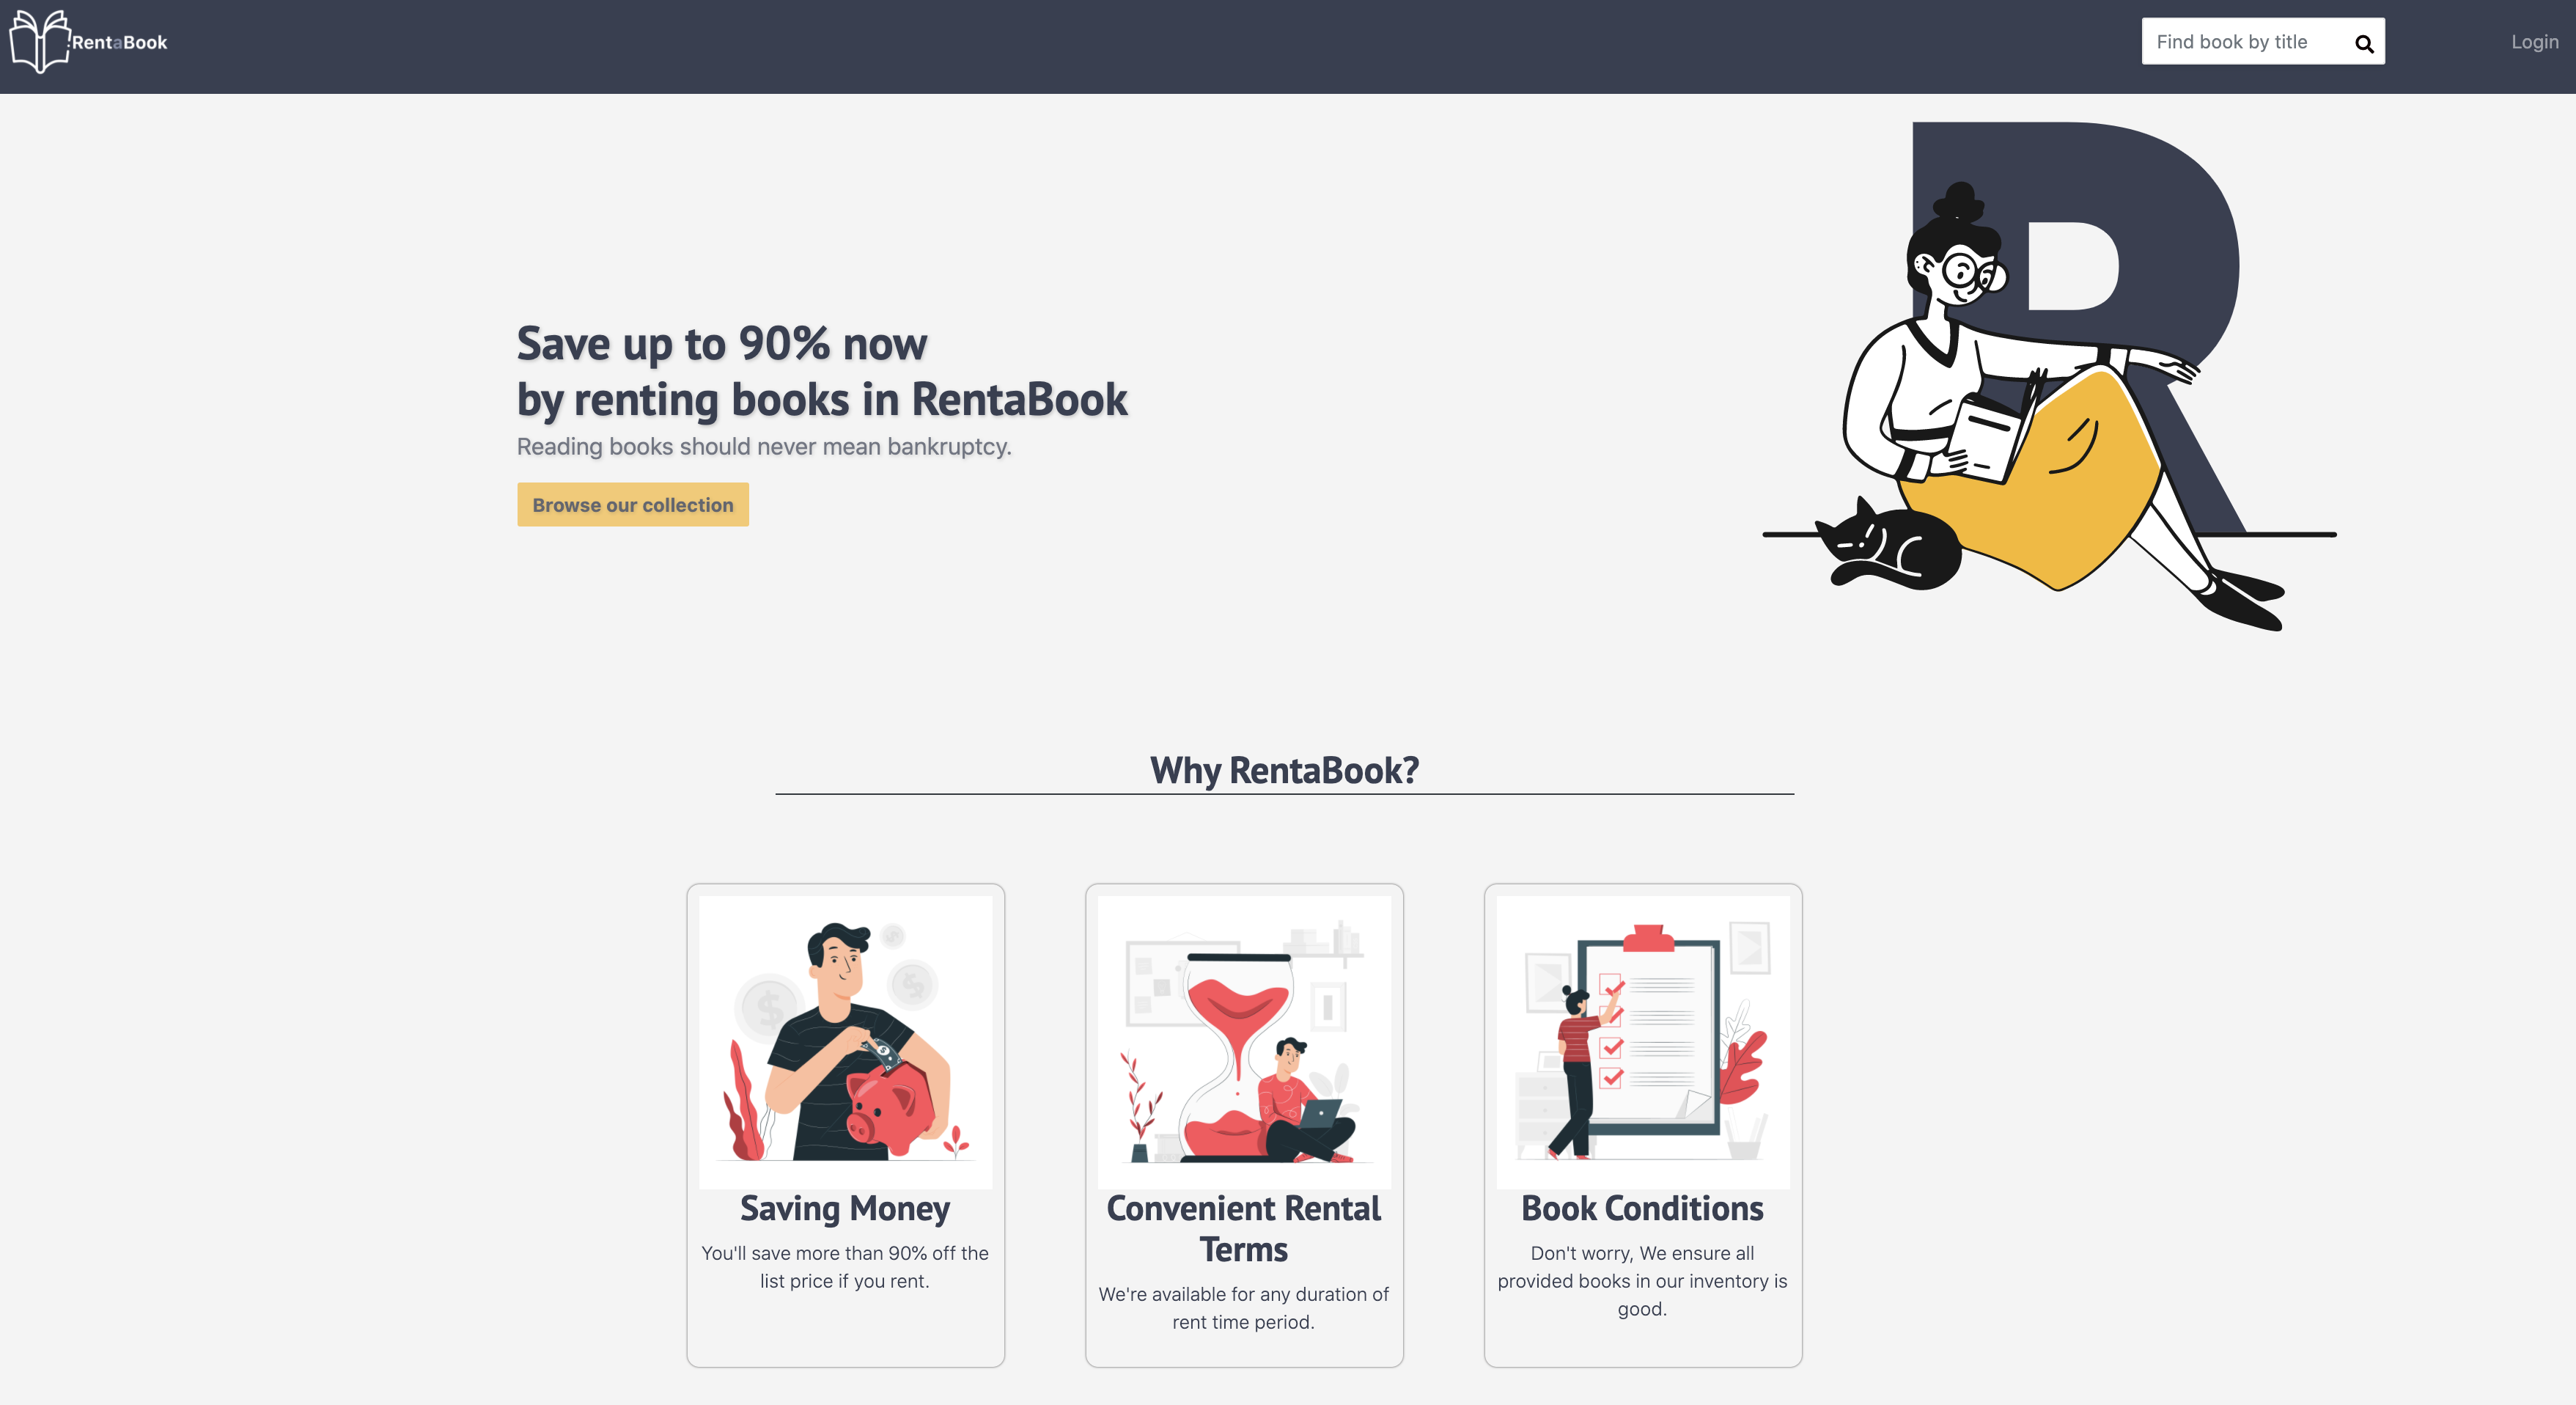 RentaBook
Find book by title
Login
Save up to 90% now
by renting books in RentaBook
Reading books should never mean bankruptcy.
Browse our collection
Why RentaBook?
Saving Money
You'll save more than 90% off the
list price if you rent.
Convenient Rental
Terms
We're available for any duration of
rent time period.
Book Conditions
Don't worry, We ensure all
provided books in our inventory is
good.